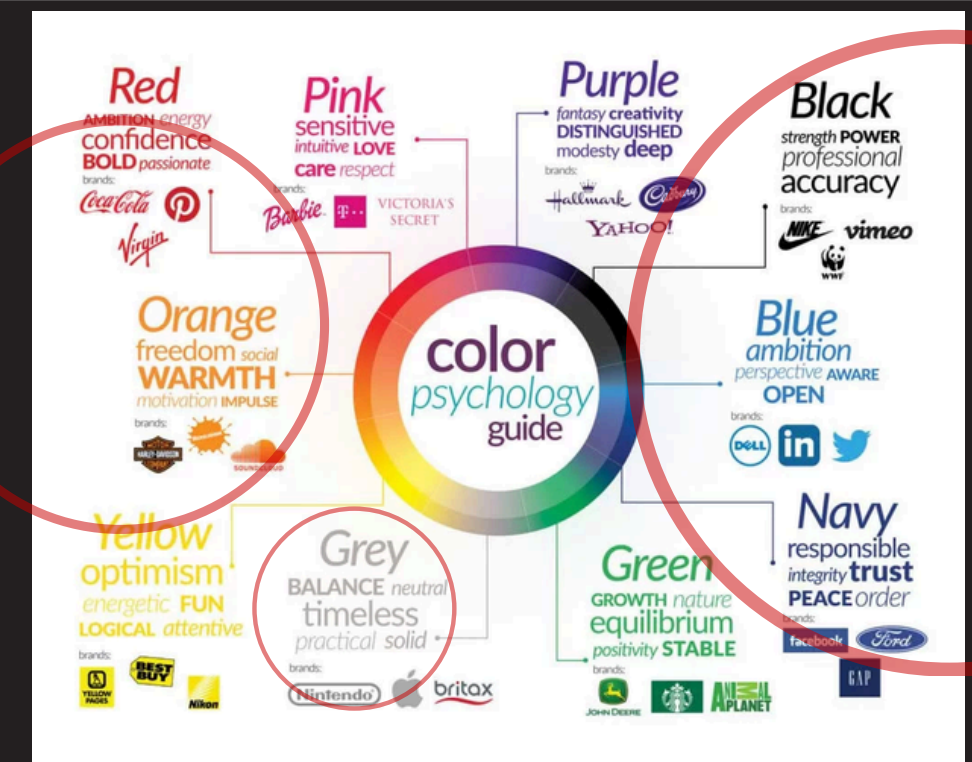 Red
AMBITION energy
confidence
BOLD passionate
brands:
Coca-Cola
Virgin
Pink
sensitive
intuitive LOVE
care respect
brands:
Barbie T
VICTORIA'S
SECRET
Purple
fantasy creativity
DISTINGUISHED
modesty deep
brands:
Hallmark Cadbury
YAHOO!
Black
strength POWER
professional
accuracy
brands:
NIKE vimeo
WWF
Orange
freedom social
WARMTH
motivation IMPULSE
brands:
HARLEY-DAVIDSON
SOUNDCLOUD
color
psychology
guide
Blue
ambition
perspective AWARE
OPEN
brands:
DELL in
Yellow
optimism
energetic FUN
LOGICAL attentive
brands:
YELLOW
PAGES
BEST
BUY
Nikon
Grey
BALANCE neutral
timeless
practical solid
brands:
Nintendo britax
Green
GROWTH nature
equilibrium
positivity STABLE
brands:
JOHN DEERE
ANIMAL
PLANET
Navy
responsible
integrity trust
PEACE order
brands:
facebook Ford
GAP